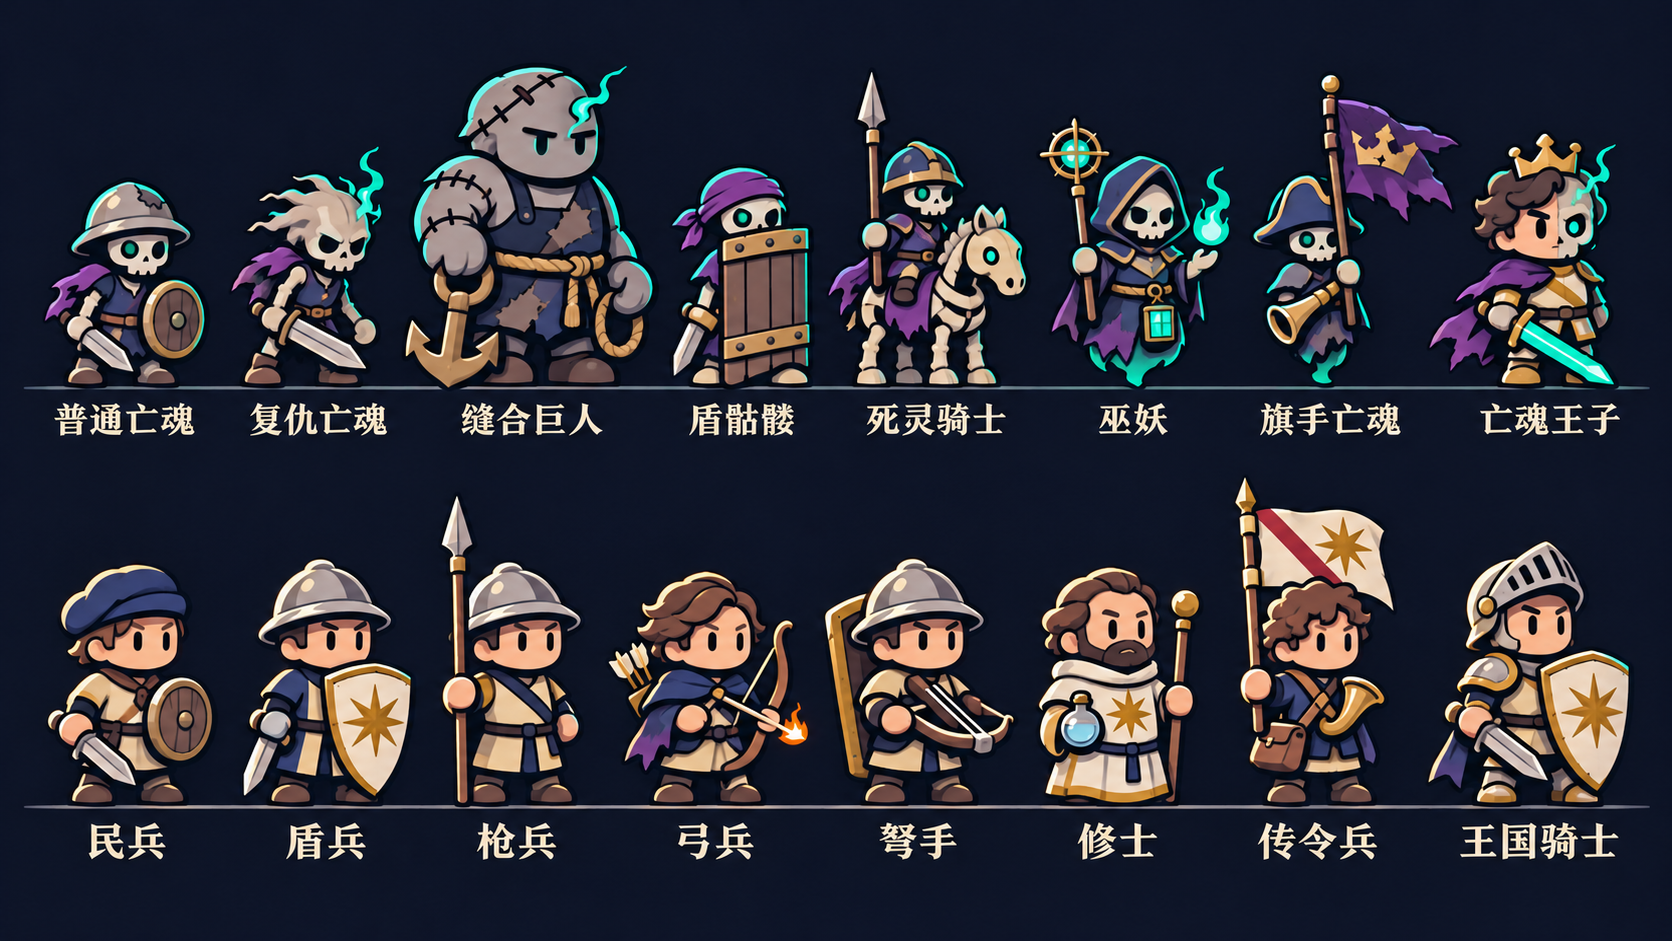 普通亡魂
复仇亡魂
缝合巨人
盾骷髅
死灵骑士
巫妖
旗手亡魂
亡魂王子
民兵
盾兵
枪兵
弓兵
弩手
修士
传令兵
王国骑士